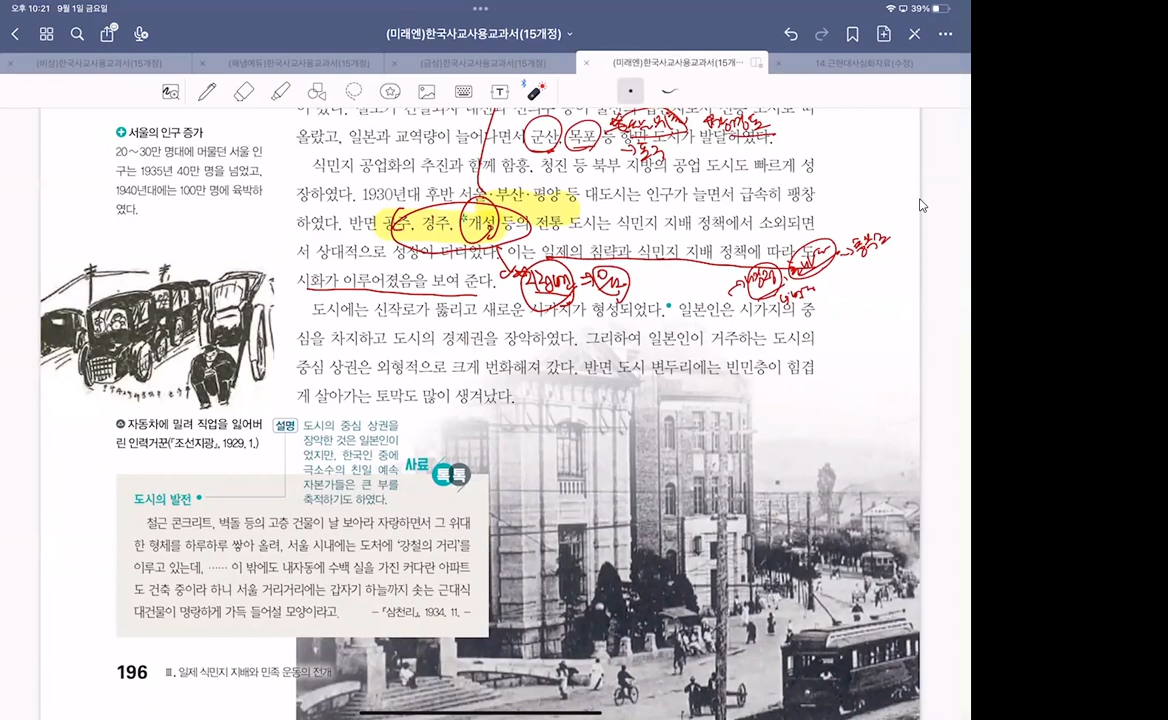 오후 10:21 9월 1일 금요일
39%
(미래엔)한국사교사용교과서(15개정)
(비상)한국사교사용교과서(15개정)
(해냄에듀)한국사교사용교과서(15개정)
(금성)한국사교사용교과서(15개정)
(미래엔)한국사교사용교과서(15개…
14.근현대사심화자료(수정)
서울의 인구 증가
20～30만 명대에 머물던 서울 인
구는 1935년 40만 명을 넘었고,
1940년대에는 100만 명에 육박하
였다.
올랐고, 일본과 교역량이 늘어나면서 군산, 목포 등 항만 도시가 발달하였다.
식민지 공업화의 추진과 함께 함흥, 청진 등 북부 지방의 공업 도시도 빠르게 성
장하였다. 1930년대 후반 서울·부산·평양 등 대도시는 인구가 늘면서 급속히 팽창
하였다. 반면 공주, 경주, 개성 등의 전통 도시는 식민지 지배 정책에서 소외되면
서 상대적으로 성장이 더디었다. 이는 일제의 침략과 식민지 지배 정책에 따라 도
시화가 이루어졌음을 보여 준다.
도시에는 신작로가 뚫리고 새로운 시가지가 형성되었다. 일본인은 시가지의 중
심을 차지하고 도시의 경제권을 장악하였다. 그리하여 일본인이 거주하는 도시의
중심 상권은 외형적으로 크게 번화해져 갔다. 반면 도시 변두리에는 빈민층이 힘겹
게 살아가는 토막도 많이 생겨났다.
자동차에 밀려 직업을 잃어버
린 인력거꾼(『조선지광』, 1929. 1.)
설명
도시의 중심 상권을
장악한 것은 일본인이
었지만, 한국인 중에
극소수의 친일 예속
자본가들은 큰 부를
축적하기도 하였다.
사료 톡톡
도시의 발전
철근 콘크리트, 벽돌 등의 고층 건물이 날 보아라 자랑하면서 그 위대
한 형체를 하루하루 쌓아 올려, 서울 시내에는 도처에 ‘강철의 거리’를
이루고 있는데, …… 이 밖에도 내자동에 수백 실을 가진 커다란 아파트
도 건축 중이라 하니 서울 거리거리에는 갑자기 하늘까지 솟는 근대식
대건물이 명랑하게 가득 들어설 모양이라고.
－『삼천리』, 1934. 11.－
196 Ⅲ. 일제 식민지 지배와 민족 운동의 전개